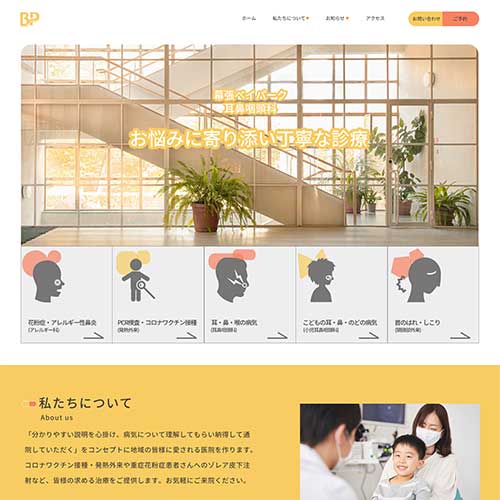 BP
ホーム 私たちについて お知らせ アクセス お問い合わせ ご予約
幕張ベイパーク
耳鼻咽頭科
お悩みに寄り添い丁寧な診療
花粉症・アレルギー性鼻炎
(アレルギー科)
PCR検査・コロナワクチン接種
(発熱外来)
耳・鼻・喉の病気
(耳鼻咽頭科)
こどもの耳・鼻・のどの病気
(小児耳鼻咽頭科)
首のはれ・しこり
私たちについて
About us
「分かりやすい説明を心掛け、病気について理解してもらい納得して通
院していただく」をコンセプトに地域の皆様に愛される医院を作ります。
コロナワクチン接種・発熱外来や重症花粉症患者さんへのゾレア皮下注
射など、皆様の求める治療をご提供します。お気軽にご来院ください。